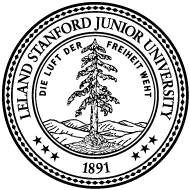 LELAND STANFORD JUNIOR UNIVERSITY
DIE LUFT DER FREIHEIT WEHT
1891